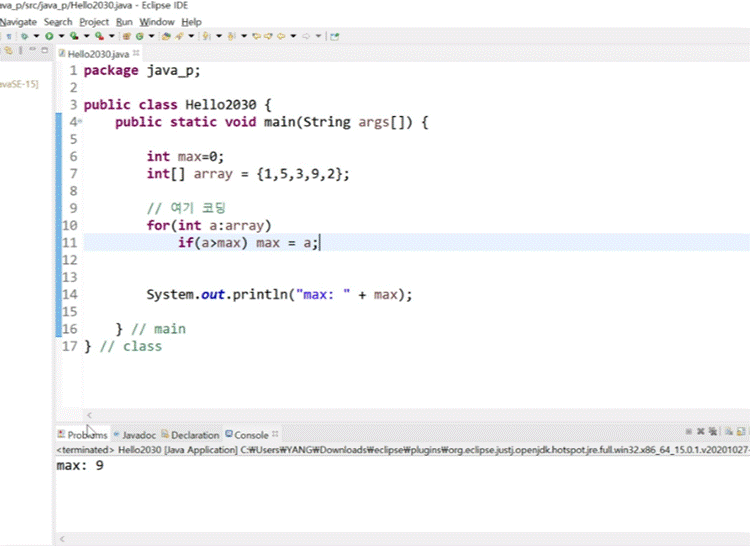 ava_p/src/java_p/Hello2030.java - Eclipse IDE
Navigate Search Project Run Window Help
Hello2030.java
avaSE-15]
1 package java_p;
2
3 public class Hello2030 {
4 public static void main(String args[]) {
5
6 int max=0;
7 int[] array = {1,5,3,9,2};
8
9 // 여기 코딩
10 for(int a:array)
11 if(a>max) max = a;
12
13
14 System.out.println("max: " + max);
15
16 } // main
17 } // class
Problems Javadoc Declaration Console
<terminated> Hello2030 [Java Application] C:₩Users₩YANG₩Downloads₩eclipse₩plugins₩org.eclipse.justj.openjdk.hotspot.jre.full.win32.x86_64_15.0.1.v20201027-
max: 9